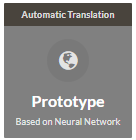 Automatic Translation
Prototype
Based on Neural Network